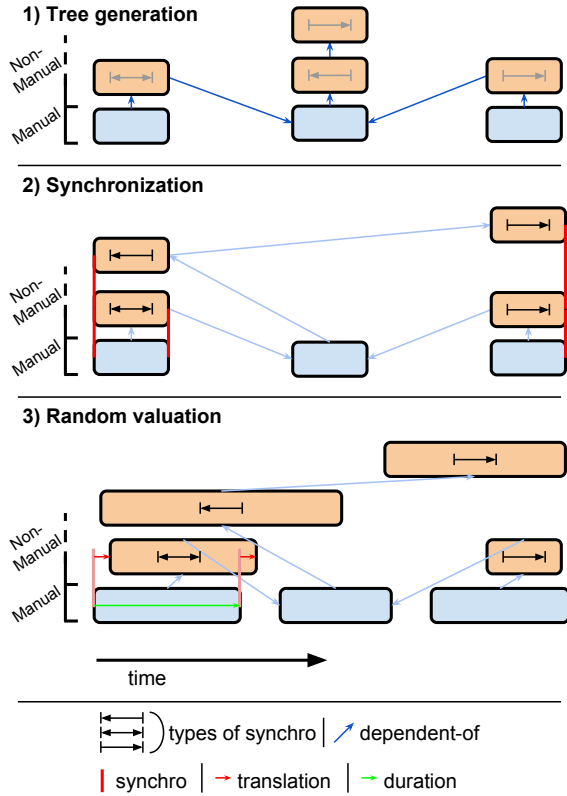 1) Tree generation
Non-
Manual
Manual
2) Synchronization
Non-
Manual
Manual
3) Random valuation
Non-
Manual
Manual
time
types of synchro
dependent-of
synchro
translation
duration